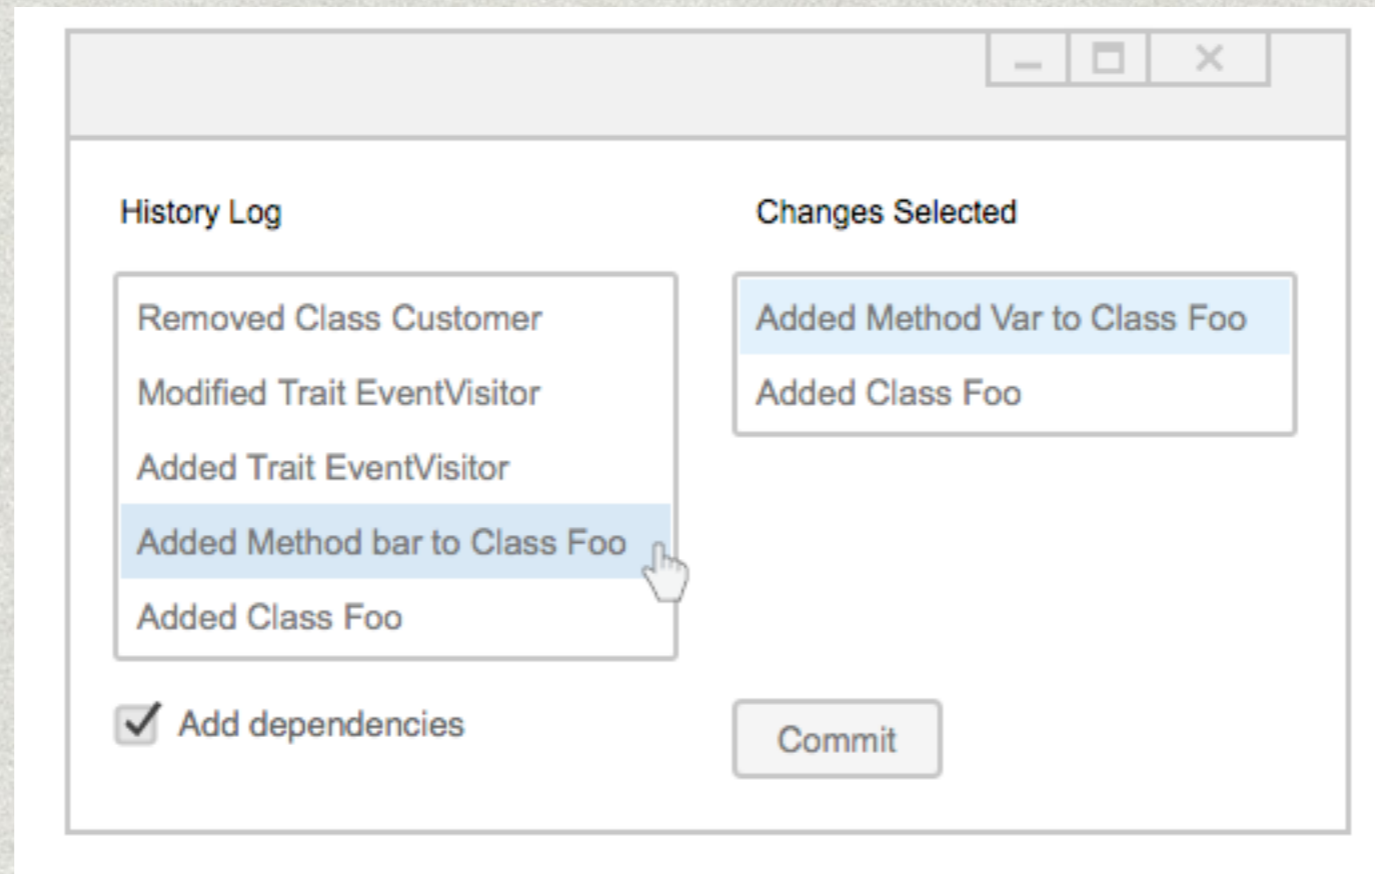 History Log
Removed Class Customer
Modified Trait EventVisitor
Added Trait EventVisitor
Added Method bar to Class Foo
Added Class Foo
Add dependencies
Changes Selected
Added Method Var to Class Foo
Added Class Foo
Commit